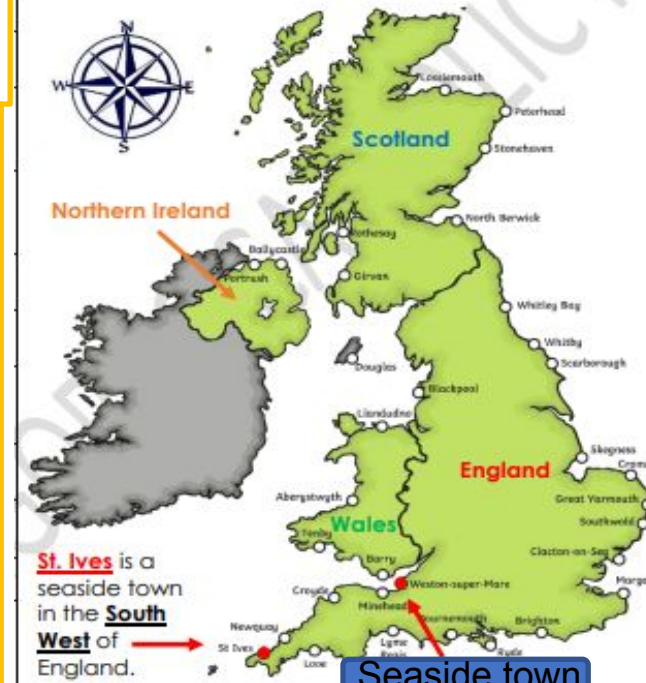 N
W
E
S
Lossiemouth
Peterhead
Scotland
Stonehaven
Northern Ireland
North Berwick
Rothesay
Ballycastle
Portrush
Girvan
Whitley Bay
Whitby
Douglas
Scarborough
Blackpool
Llandudno
Skegness
England
Great Yarmouth
Aberystwyth
Southwold
Wales
Tenby
Clacton-on-Sea
Barry
St. Ives is a
seaside town
in the South
West of
England.
Weston-super-Mare
Croyde
Minehead
Newquay
Bournemouth
Brighton
St Ives
Lyme
Regis
Looe
Ryde
Seaside town